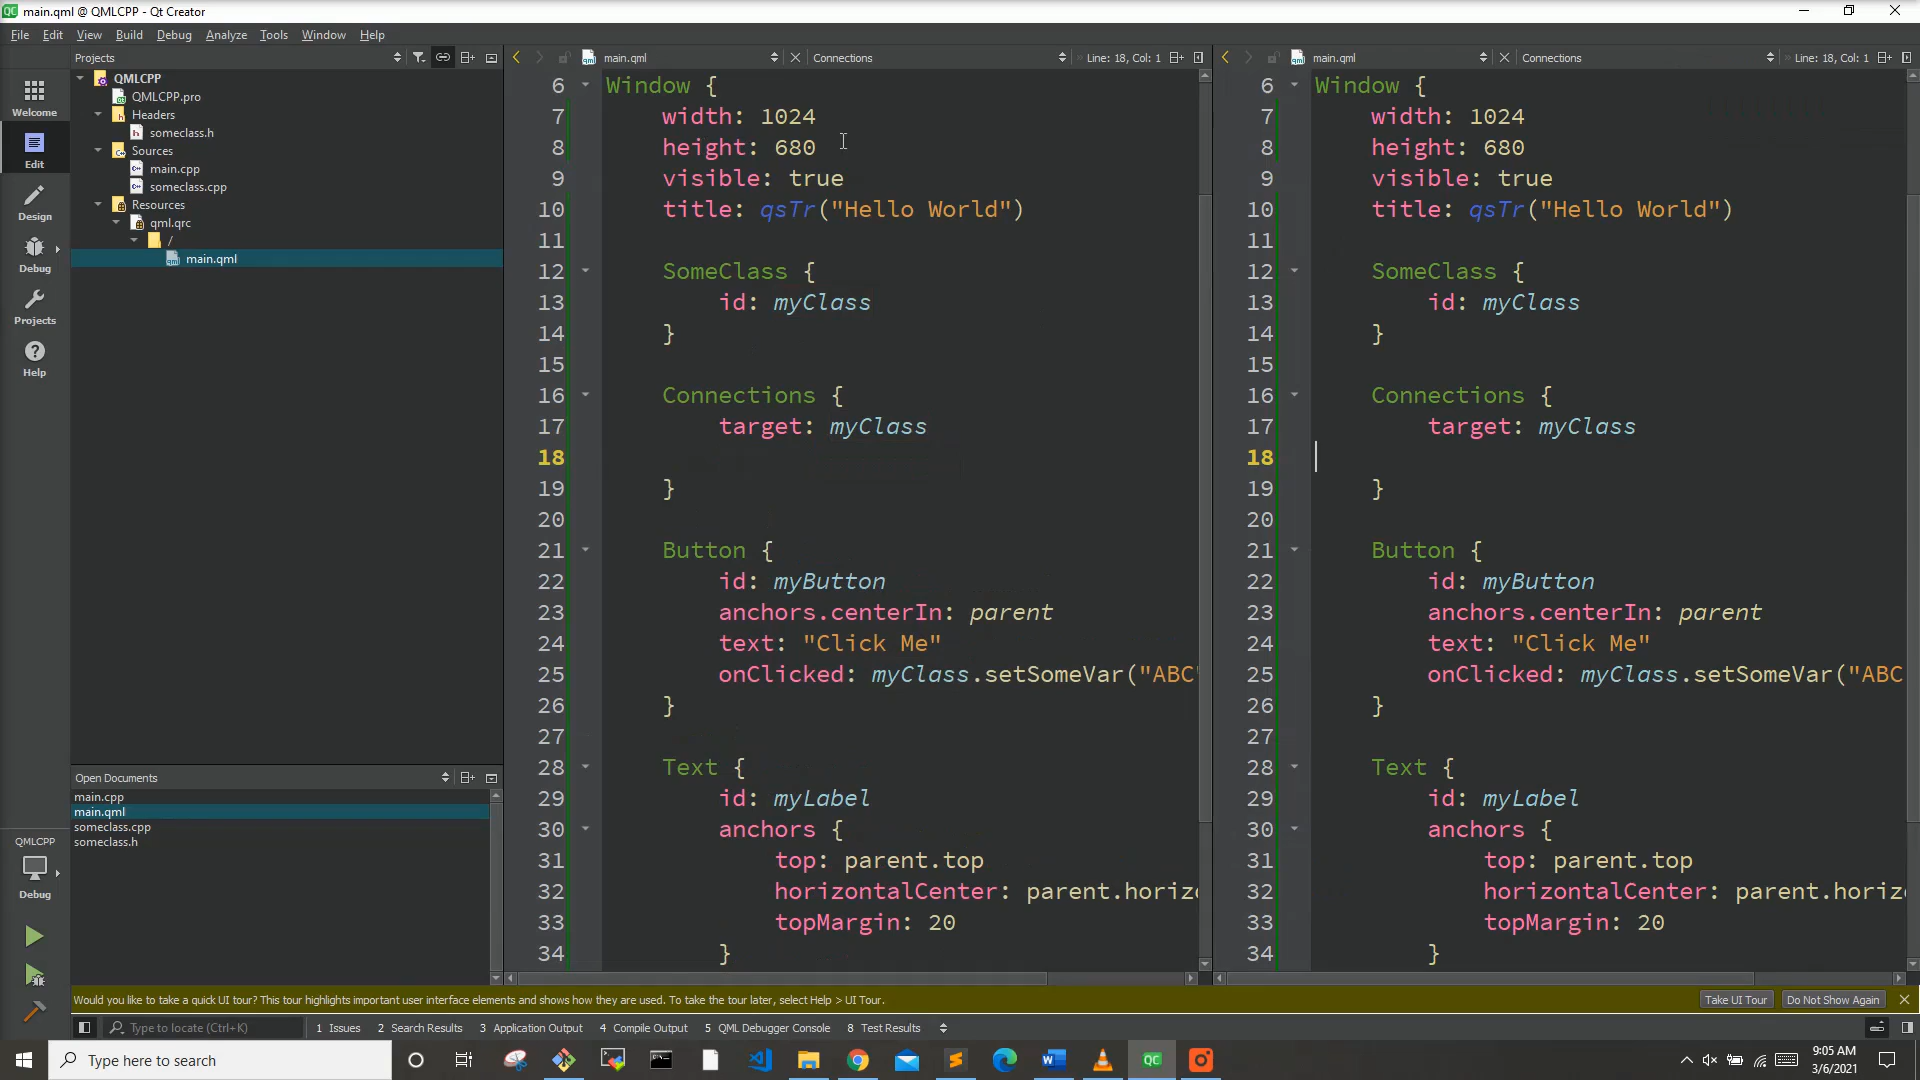 main.qml @ QMLCPP - Qt Creator
File Edit View Build Debug Analyze Tools Window Help
Projects
main.qml
Connections
Line: 18, Col: 1
main.qml
Connections
Line: 18, Col: 1
Welcome
Edit
Design
Debug
Projects
Help
QMLCPP
QMLCPP.pro
Headers
someclass.h
Sources
main.cpp
someclass.cpp
Resources
qml.qrc
/
main.qml
6 Window {
7 width: 1024
8 height: 680
9 visible: true
10 title: qsTr("Hello World")
11
12 SomeClass {
13 id: myClass
14 }
15
16 Connections {
17 target: myClass
18
19 }
20
21 Button {
22 id: myButton
23 anchors.centerIn: parent
24 text: "Click Me"
25 onClicked: myClass.setSomeVar("ABC"
26 }
27
28 Text {
29 id: myLabel
30 anchors {
31 top: parent.top
32 horizontalCenter: parent.horizo
33 topMargin: 20
34 }
6 Window {
7 width: 1024
8 height: 680
9 visible: true
10 title: qsTr("Hello World")
11
12 SomeClass {
13 id: myClass
14 }
15
16 Connections {
17 target: myClass
18
19 }
20
21 Button {
22 id: myButton
23 anchors.centerIn: parent
24 text: "Click Me"
25 onClicked: myClass.setSomeVar("ABC
26 }
27
28 Text {
29 id: myLabel
30 anchors {
31 top: parent.top
32 horizontalCenter: parent.horiz
33 topMargin: 20
34 }
Open Documents
main.cpp
main.qml
someclass.cpp
someclass.h
QMLCPP
Debug
Would you like to take a quick UI tour? This tour highlights important user interface elements and shows how they are used. To take the tour later, select Help > UI Tour.
Take UI Tour
Do Not Show Again
Type to locate (Ctrl+K)
1 Issues 2 Search Results 3 Application Output 4 Compile Output 5 QML Debugger Console 8 Test Results
Type here to search
QC
9:05 AM
3/6/2021